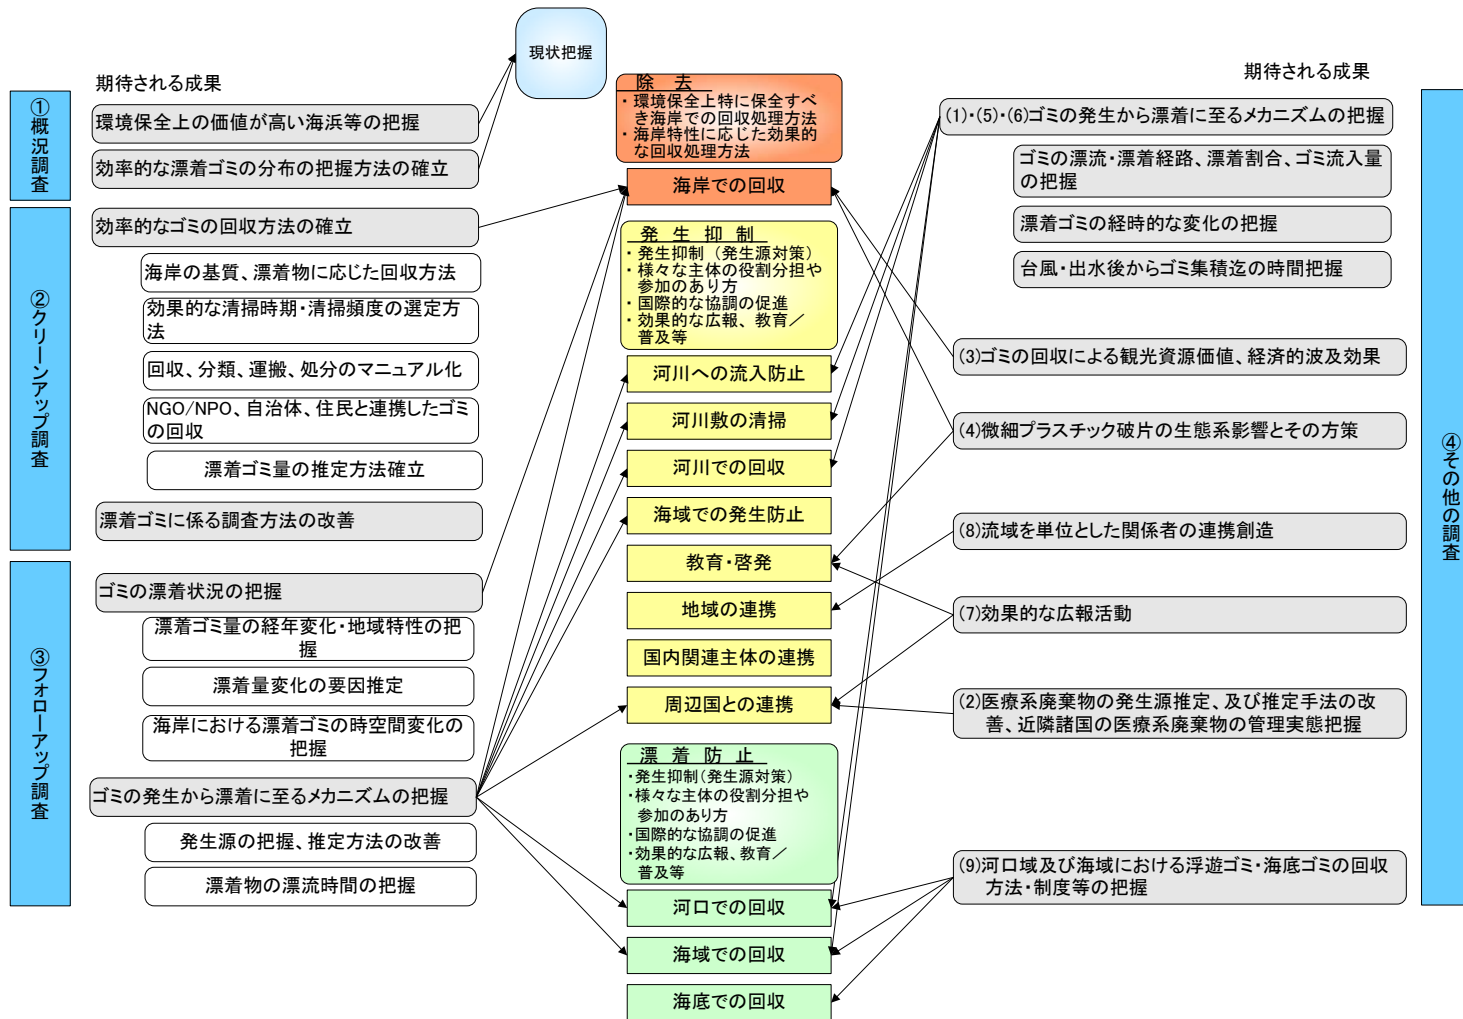 現状把握
期待される成果
①概況調査
環境保全上の価値が高い海浜等の把握
効率的な漂着ゴミの分布の把握方法の確立
②クリーンアップ調査
効率的なゴミの回収方法の確立
海岸の基質、漂着物に応じた回収方法
効果的な清掃時期・清掃頻度の選定方
法
回収、分類、運搬、処分のマニュアル化
NGO/NPO、自治体、住民と連携したゴミ
の回収
漂着ゴミ量の推定方法確立
漂着ゴミに係る調査方法の改善
③フォローアップ調査
ゴミの漂着状況の把握
漂着ゴミ量の経年変化・地域特性の把
握
漂着量変化の要因推定
海岸における漂着ゴミの時空間変化の
把握
ゴミの発生から漂着に至るメカニズムの把握
発生源の把握、推定方法の改善
漂着物の漂流時間の把握
除 去
・環境保全上特に保全すべ
き海岸での回収処理方法
・海岸特性に応じた効果的
な回収処理方法
海岸での回収
発 生 抑 制
・発生抑制（発生源対策）
・様々な主体の役割分担や
参加のあり方
・国際的な協調の促進
・効果的な広報、教育／
普及等
河川への流入防止
河川敷の清掃
河川での回収
海域での発生防止
教育・啓発
地域の連携
国内関連主体の連携
周辺国との連携
漂 着 防 止
・発生抑制（発生源対策）
・様々な主体の役割分担や
参加のあり方
・国際的な協調の促進
・効果的な広報、教育／
普及等
河口での回収
海域での回収
海底での回収
期待される成果
(1)・(5)・(6)ゴミの発生から漂着に至るメカニズムの把握
ゴミの漂流・漂着経路、漂着割合、ゴミ流入量
の把握
漂着ゴミの経時的な変化の把握
台風・出水後からゴミ集積迄の時間把握
(3)ゴミの回収による観光資源価値、経済的波及効果
(4)微細プラスチック破片の生態系影響とその方策
(8)流域を単位とした関係者の連携創造
(7)効果的な広報活動
(2)医療系廃棄物の発生源推定、及び推定手法の改
善、近隣諸国の医療系廃棄物の管理実態把握
(9)河口域及び海域における浮遊ゴミ・海底ゴミの回収
方法・制度等の把握
④その他の調査